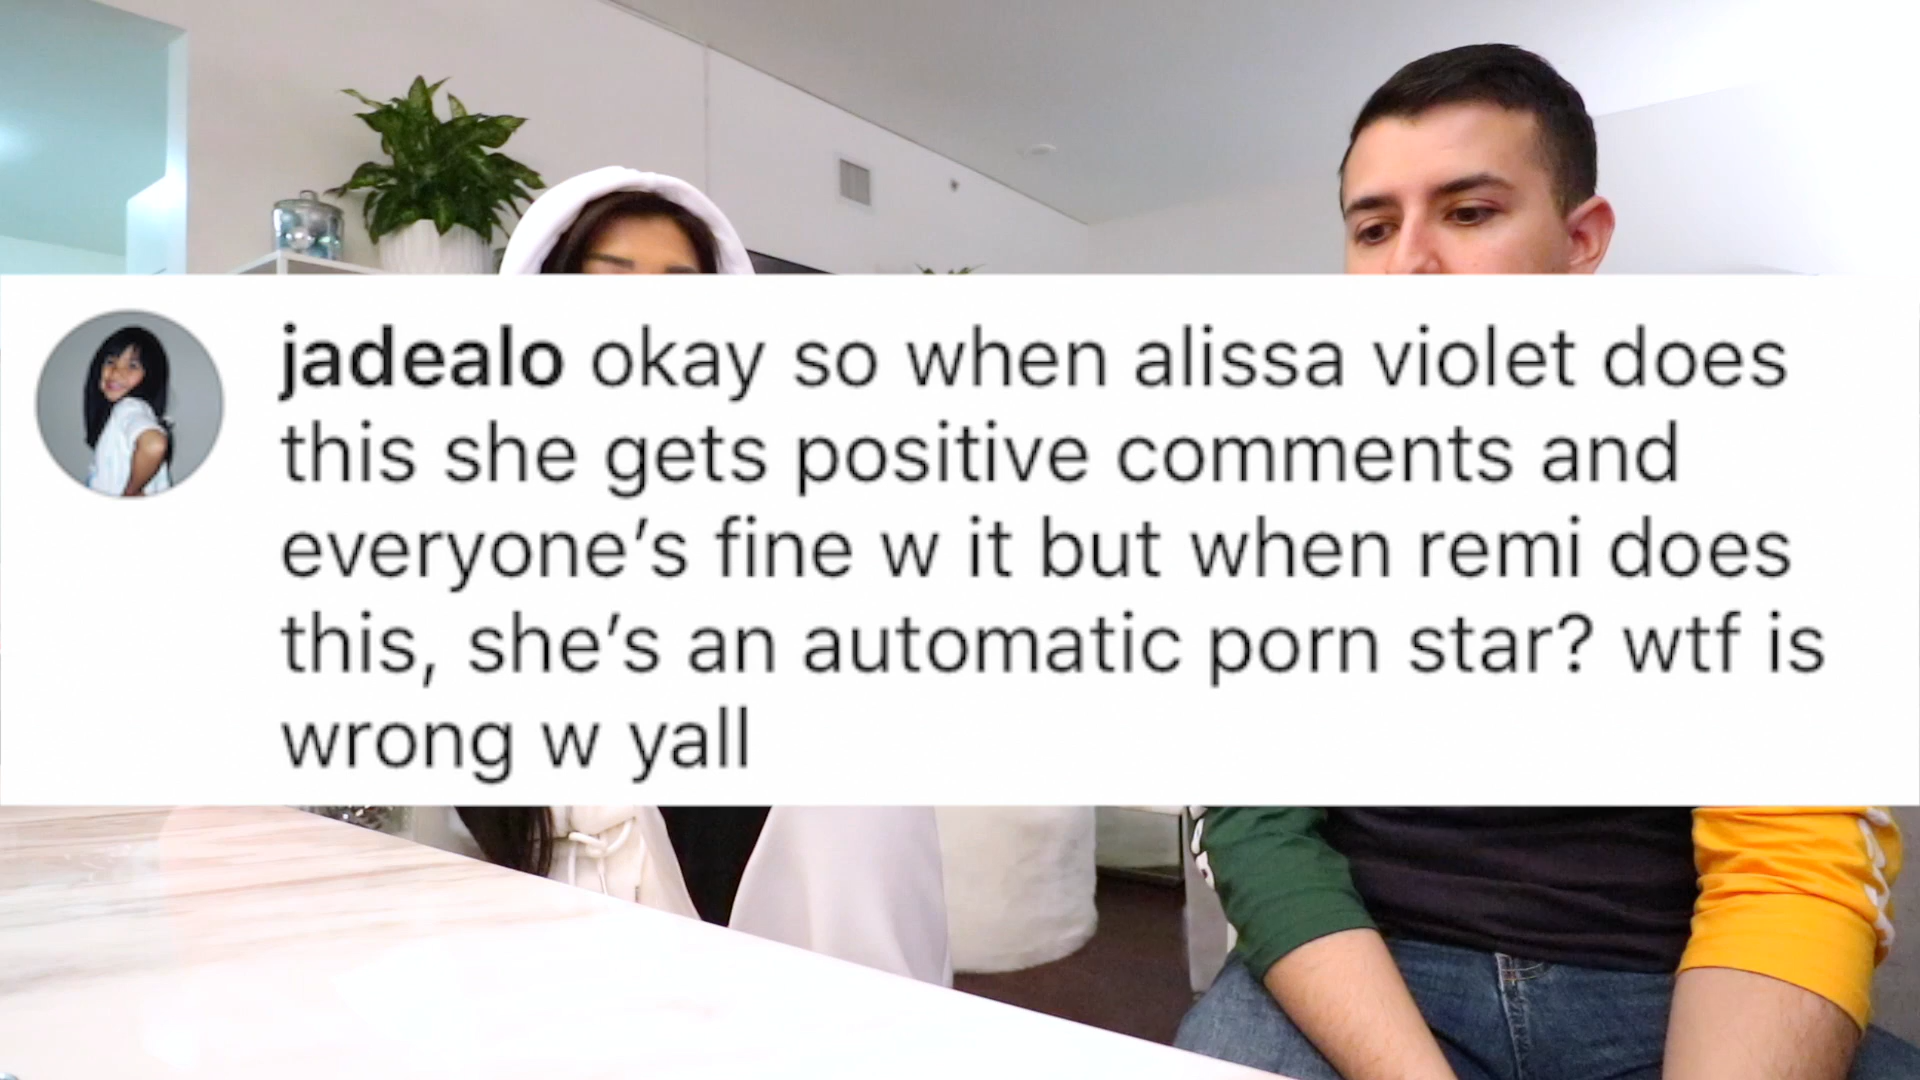 jadealo okay so when alissa violet does
this she gets positive comments and
everyone's fine w it but when remi does
this, she's an automatic porn star? wtf is
wrong w yall